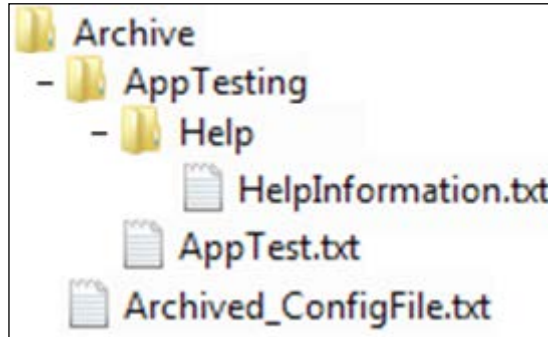 Archive
– AppTesting
– Help
HelpInformation.txt
AppTest.txt
Archived_ConfigFile.txt